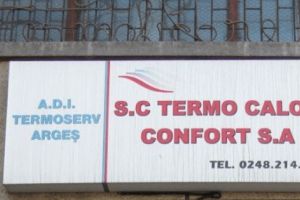 A.D.I.
TERMOSERV
ARGEȘ
S.C TERMO CALO
CONFORT S.A
TEL. 0248.214.